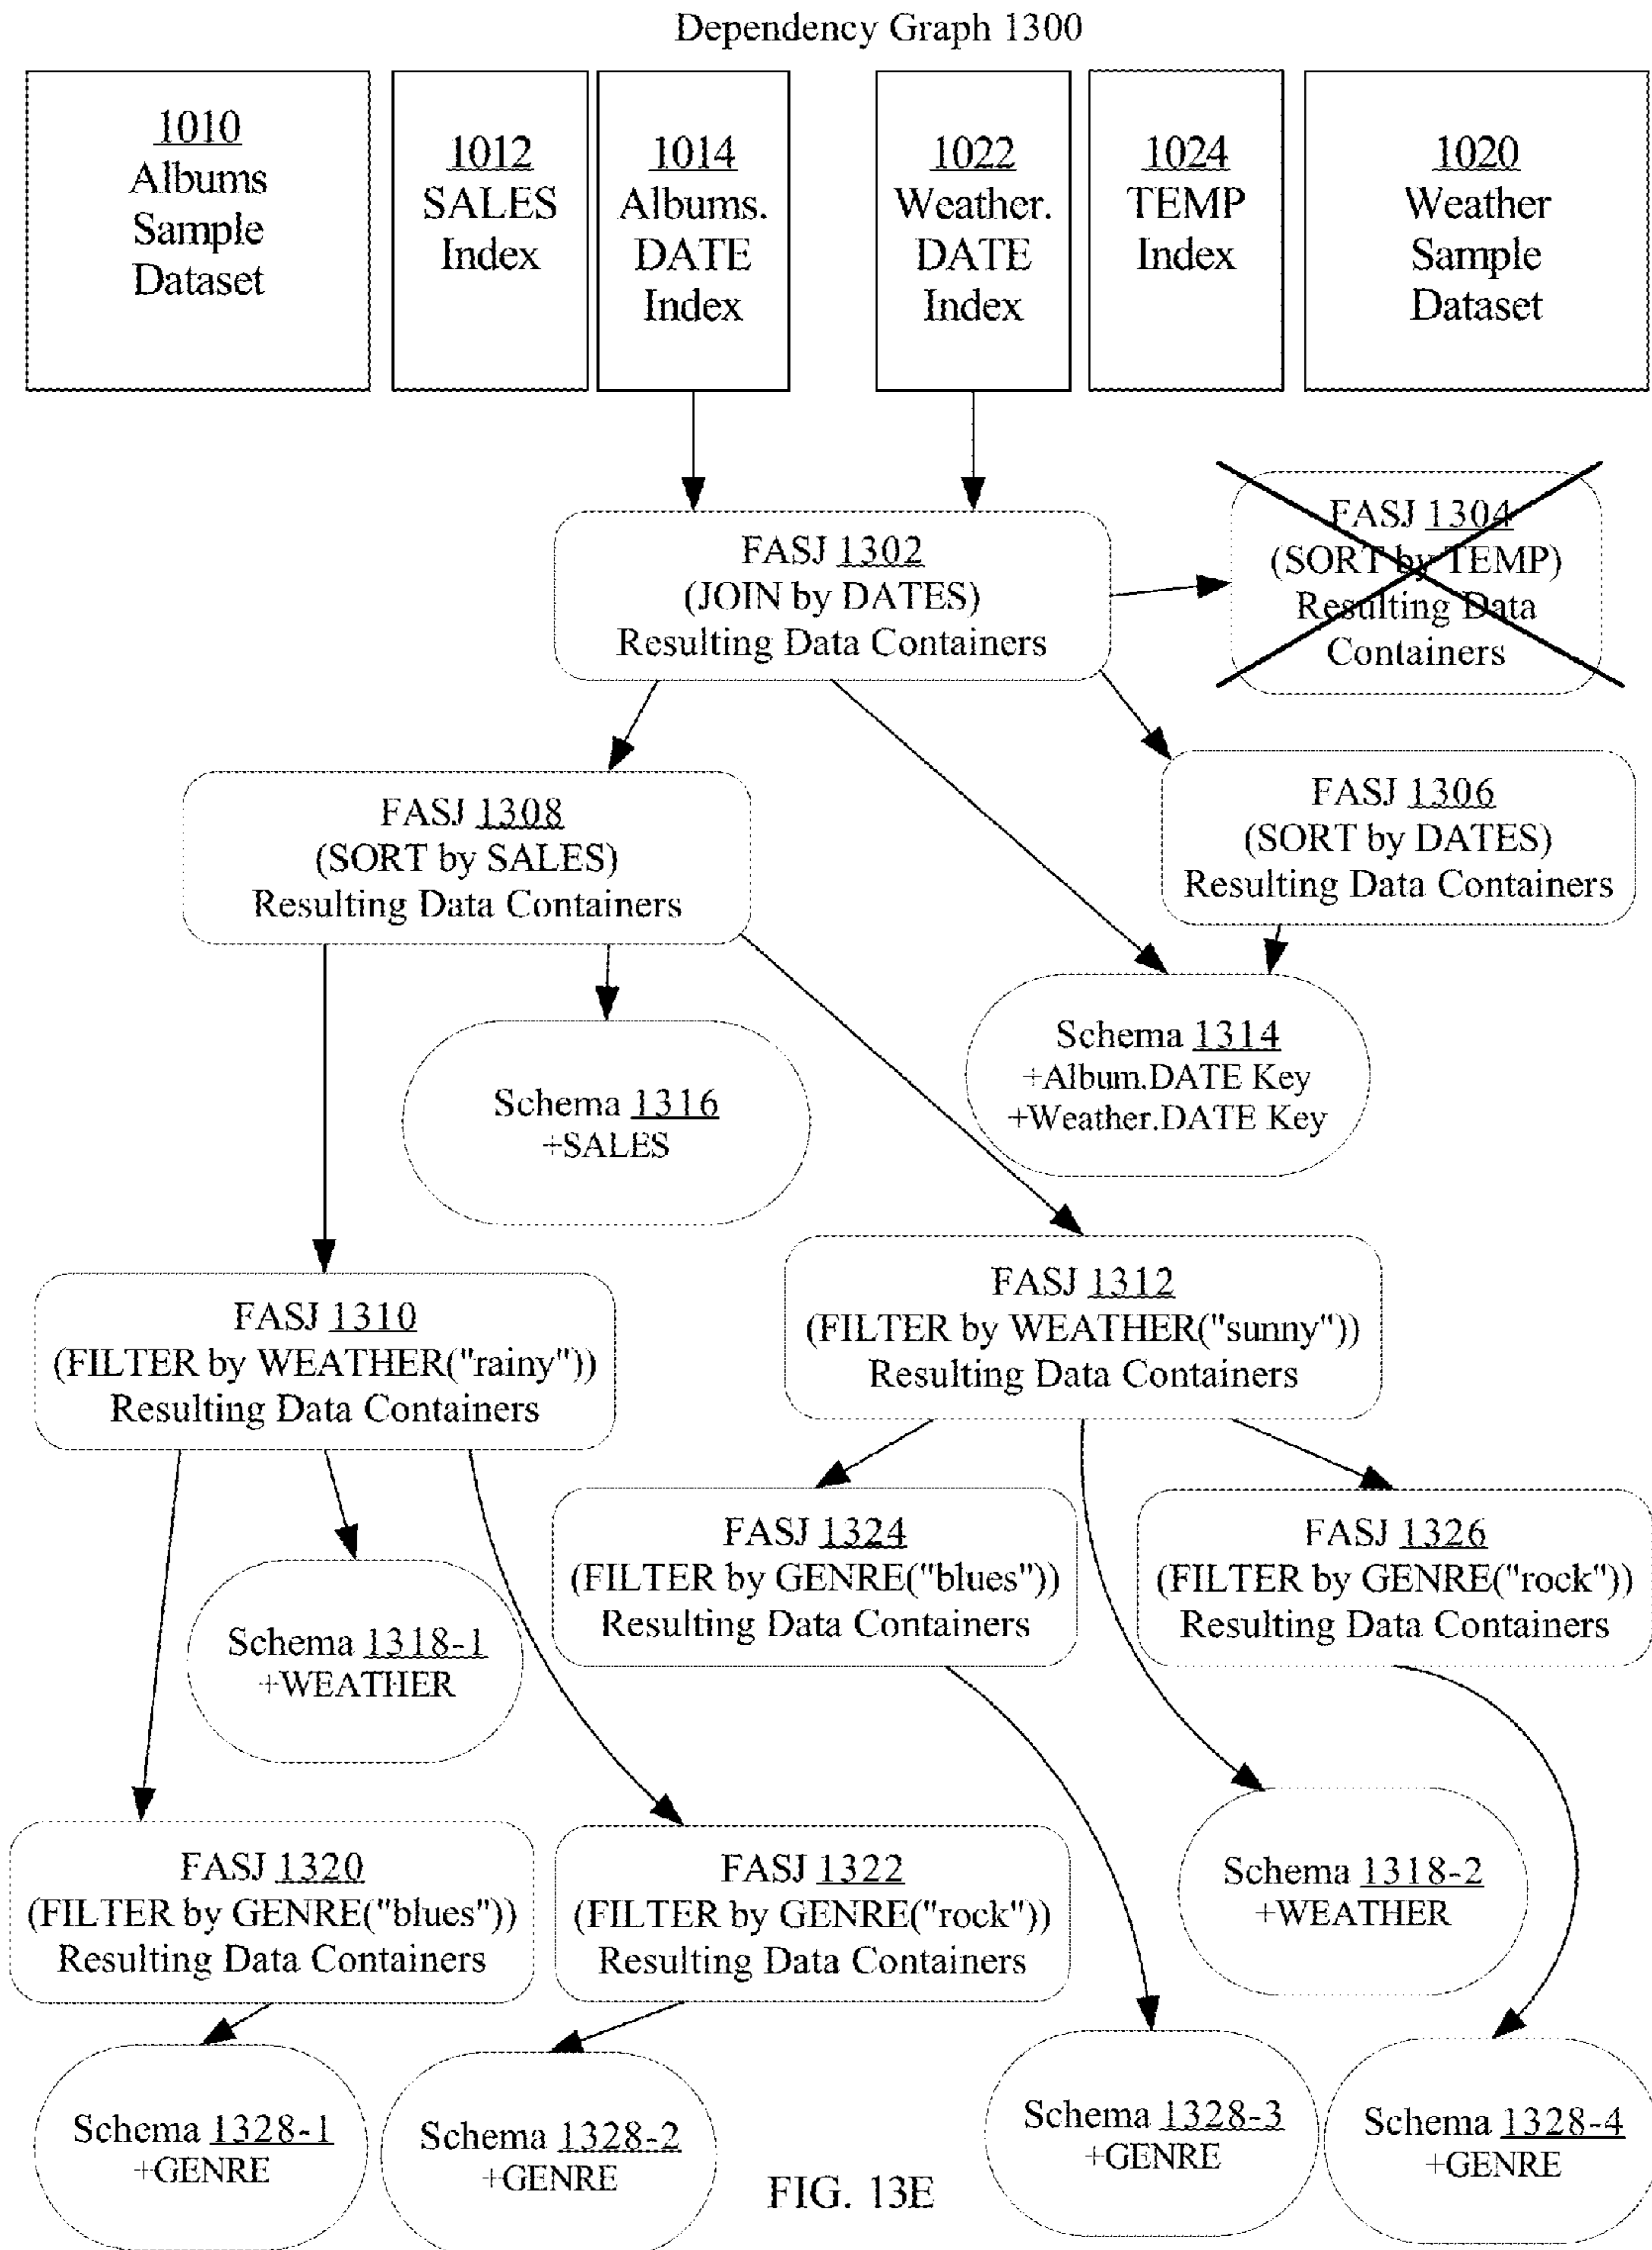 Dependency Graph 1300
1010
Albums
Sample
Dataset
1012
SALES
Index
1014
Albums.
DATE
Index
1022
Weather.
DATE
Index
1024
TEMP
Index
1020
Weather
Sample
Dataset
FASJ 1302
(JOIN by DATES)
Resulting Data Containers
FASJ 1304
(SORT by TEMP)
Resulting Data
Containers
FASJ 1308
(SORT by SALES)
Resulting Data Containers
FASJ 1306
(SORT by DATES)
Resulting Data Containers
Schema 1316
+SALES
Schema 1314
+Album.DATE Key
+Weather.DATE Key
FASJ 1310
(FILTER by WEATHER("rainy"))
Resulting Data Containers
FASJ 1312
(FILTER by WEATHER("sunny"))
Resulting Data Containers
Schema 1318-1
+WEATHER
FASJ 1324
(FILTER by GENRE("blues"))
Resulting Data Containers
FASJ 1326
(FILTER by GENRE("rock"))
Resulting Data Containers
FASJ 1320
(FILTER by GENRE("blues"))
Resulting Data Containers
FASJ 1322
(FILTER by GENRE("rock"))
Resulting Data Containers
Schema 1318-2
+WEATHER
Schema 1328-1
+GENRE
Schema 1328-2
+GENRE
Schema 1328-3
+GENRE
Schema 1328-4
+GENRE
FIG. 13E